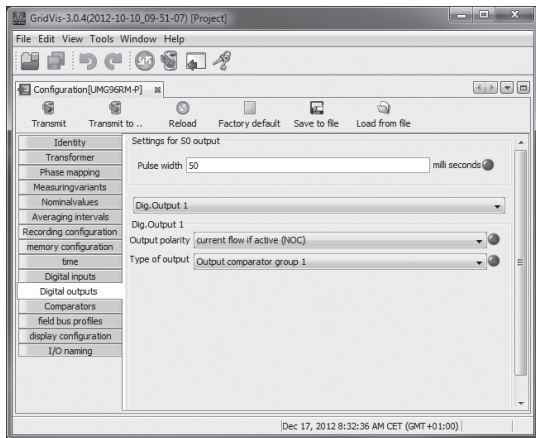 GridVis-3.0.4(2012-10-10_09-51-07) [Project]
File Edit View Tools Window Help
Configuration[UMG96RM-P]
Transmit Transmit to .. Reload Factory default Save to file Load from file
Identity
Transformer
Phase mapping
Measuringvariants
Nominalvalues
Averaging intervals
Recording configuration
memory configuration
time
Digital inputs
Digital outputs
Comparators
field bus profiles
display configuration
I/O naming
Settings for S0 output
Pulse width 50 milli seconds
Dig.Output 1
Dig.Output 1
Output polarity current flow if active (NOC)
Type of output Output comparator group 1
Dec 17, 2012 8:32:36 AM CET (GMT+01:00)